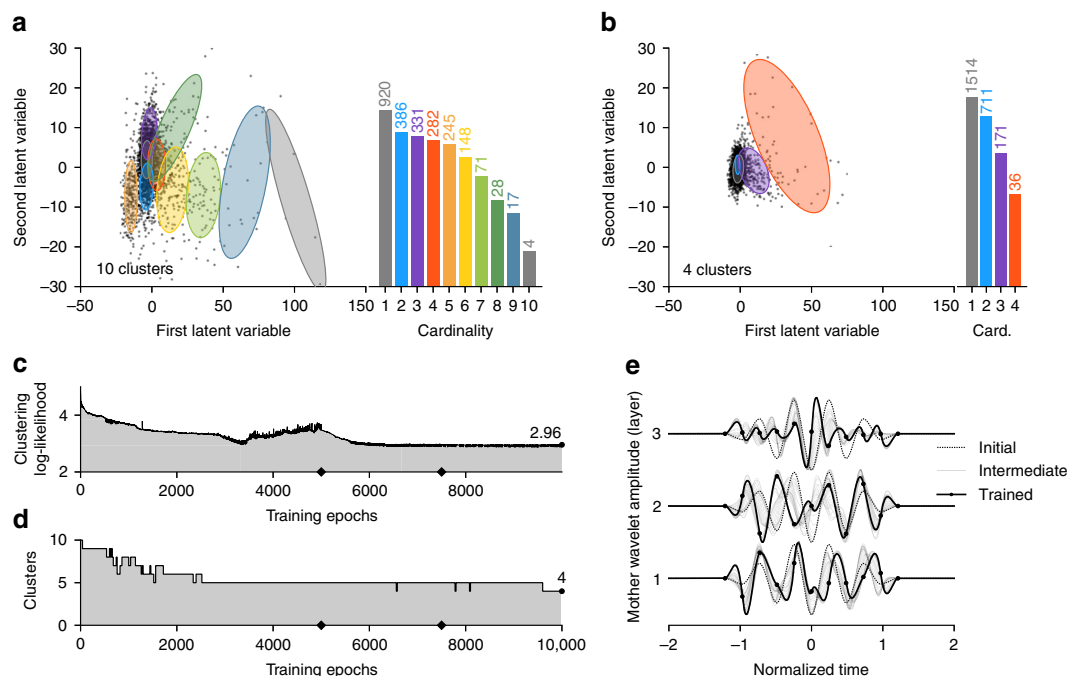 a
30
20
10
0
−10
−20
−30
Second latent variable
10 clusters
−50
0
50
100
150
First latent variable
920
386
331
282
245
148
71
28
17
4
1 2 3 4 5 6 7 8 9 10
Cardinality
b
30
20
10
0
−10
−20
−30
Second latent variable
4 clusters
−50
0
50
100
150
First latent variable
1514
711
171
36
1 2 3 4
Card.
c
Clustering
log-likelihood
4
2
2.96
0
2000
4000
6000
8000
Training epochs
d
Clusters
10
5
0
4
0
2000
4000
6000
8000
10,000
Training epochs
e
Mother wavelet amplitude (layer)
3
2
1
Initial
Intermediate
Trained
−2
−1
0
1
2
Normalized time